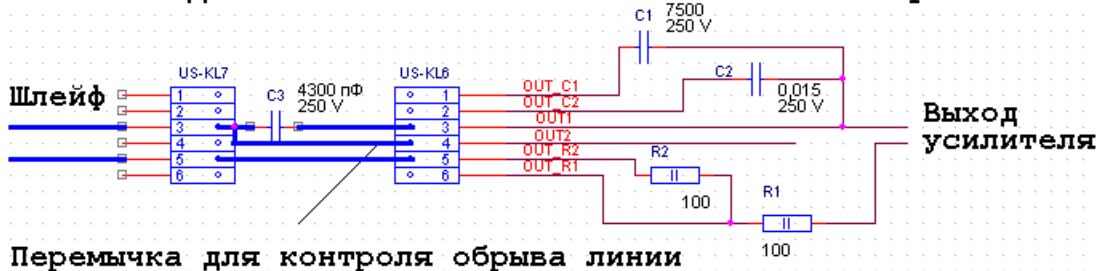 C1
7500
250 V
US-KL7
US-KL6
C2
Шлейф
C3
4300 пФ
250 V
0,015
250 V
1
2
3
4
5
6
1
2
3
4
5
6
OUT_C1
OUT_C2
OUT1
OUT2
OUT_R2
OUT_R1
Выход
усилителя
R2
100
R1
100
Перемычка для контроля обрыва линии